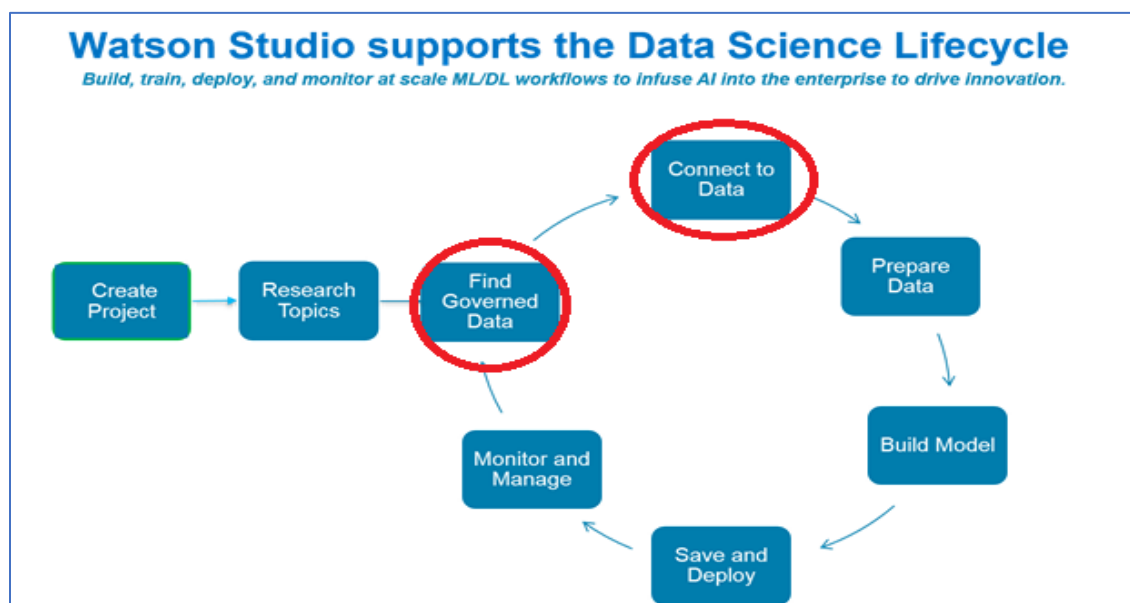 Watson Studio supports the Data Science Lifecycle
Build, train, deploy, and monitor at scale ML/DL workflows to infuse AI into the enterprise to drive innovation.
Create
Project
Research
Topics
Find
Governed
Data
Connect to
Data
Prepare
Data
Build Model
Save and
Deploy
Monitor and
Manage